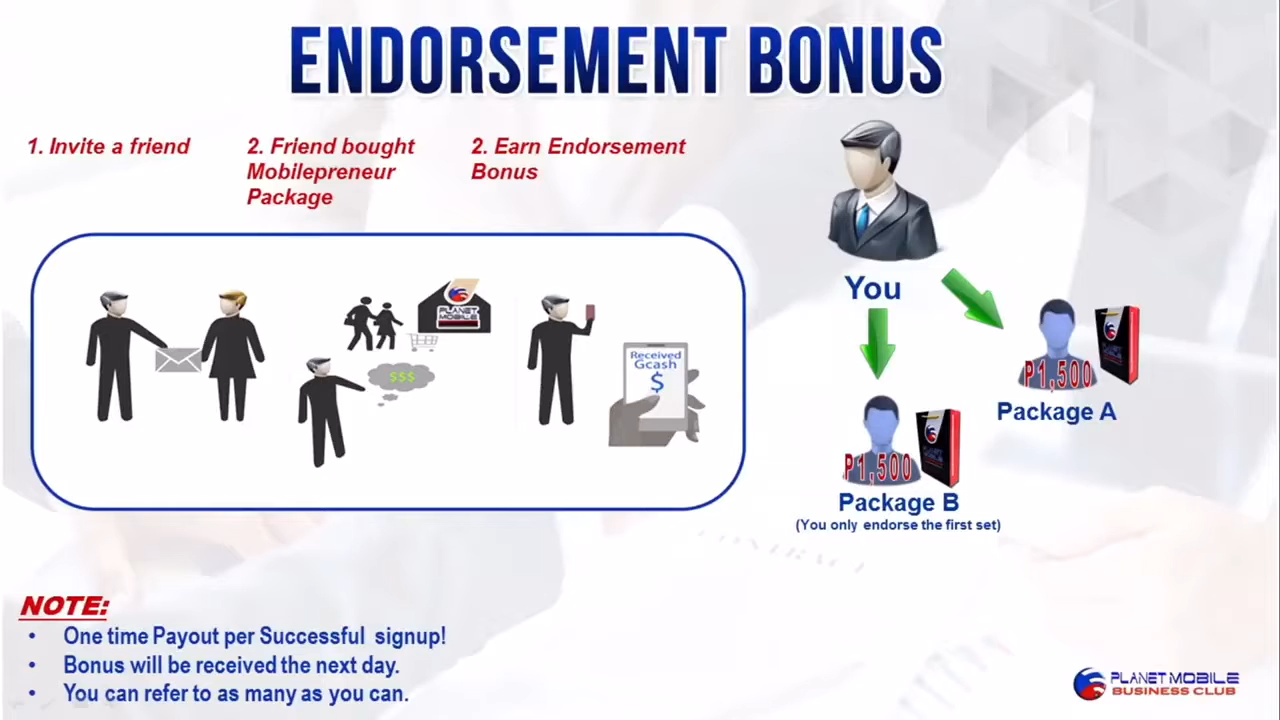 ENDORSEMENT BONUS
1. Invite a friend
2. Friend bought
Mobilepreneur
Package
2. Earn Endorsement
Bonus
PLANET
MOBILE
$$$
Received
Gcash
$
You
P1,500
Package A
P1,500
Package B
(You only endorse the first set)
CONTRACT
NOTE:
• One time Payout per Successful signup!
• Bonus will be received the next day.
• You can refer to as many as you can.
PLANET MOBILE
BUSINESS CLUB